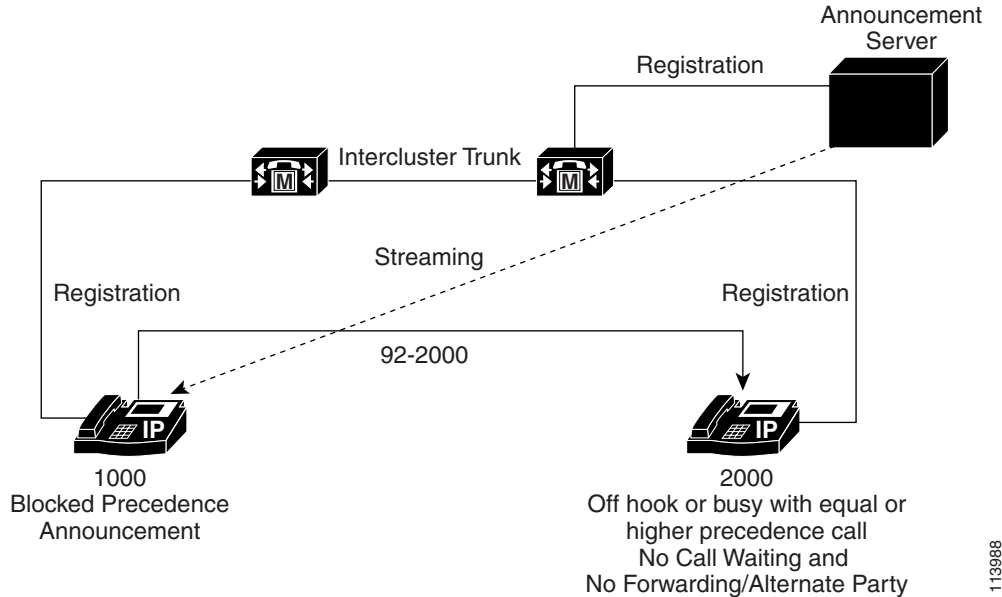 Announcement
Server
Registration
Intercluster Trunk
M
M
Streaming
Registration
Registration
92-2000
IP
IP
1000
Blocked Precedence
Announcement
2000
Off hook or busy with equal or
higher precedence call
No Call Waiting and
No Forwarding/Alternate Party
113988